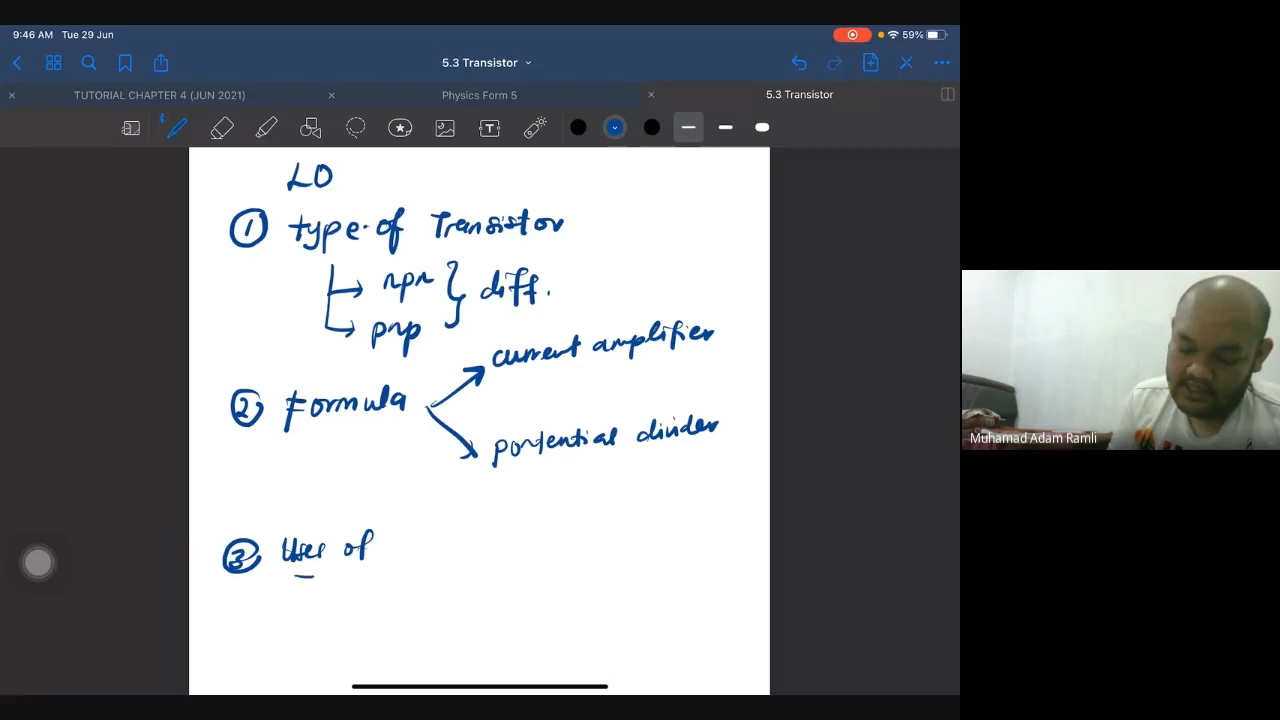 9:46 AM Tue 29 Jun
59%
5.3 Transistor
TUTORIAL CHAPTER 4 (JUN 2021)
Physics Form 5
5.3 Transistor
LO
① type of Transistor
npn } diff.
pnp
current amplifier
② Formula
portential divider
③ Uses of
Muhamad Adam Ramli